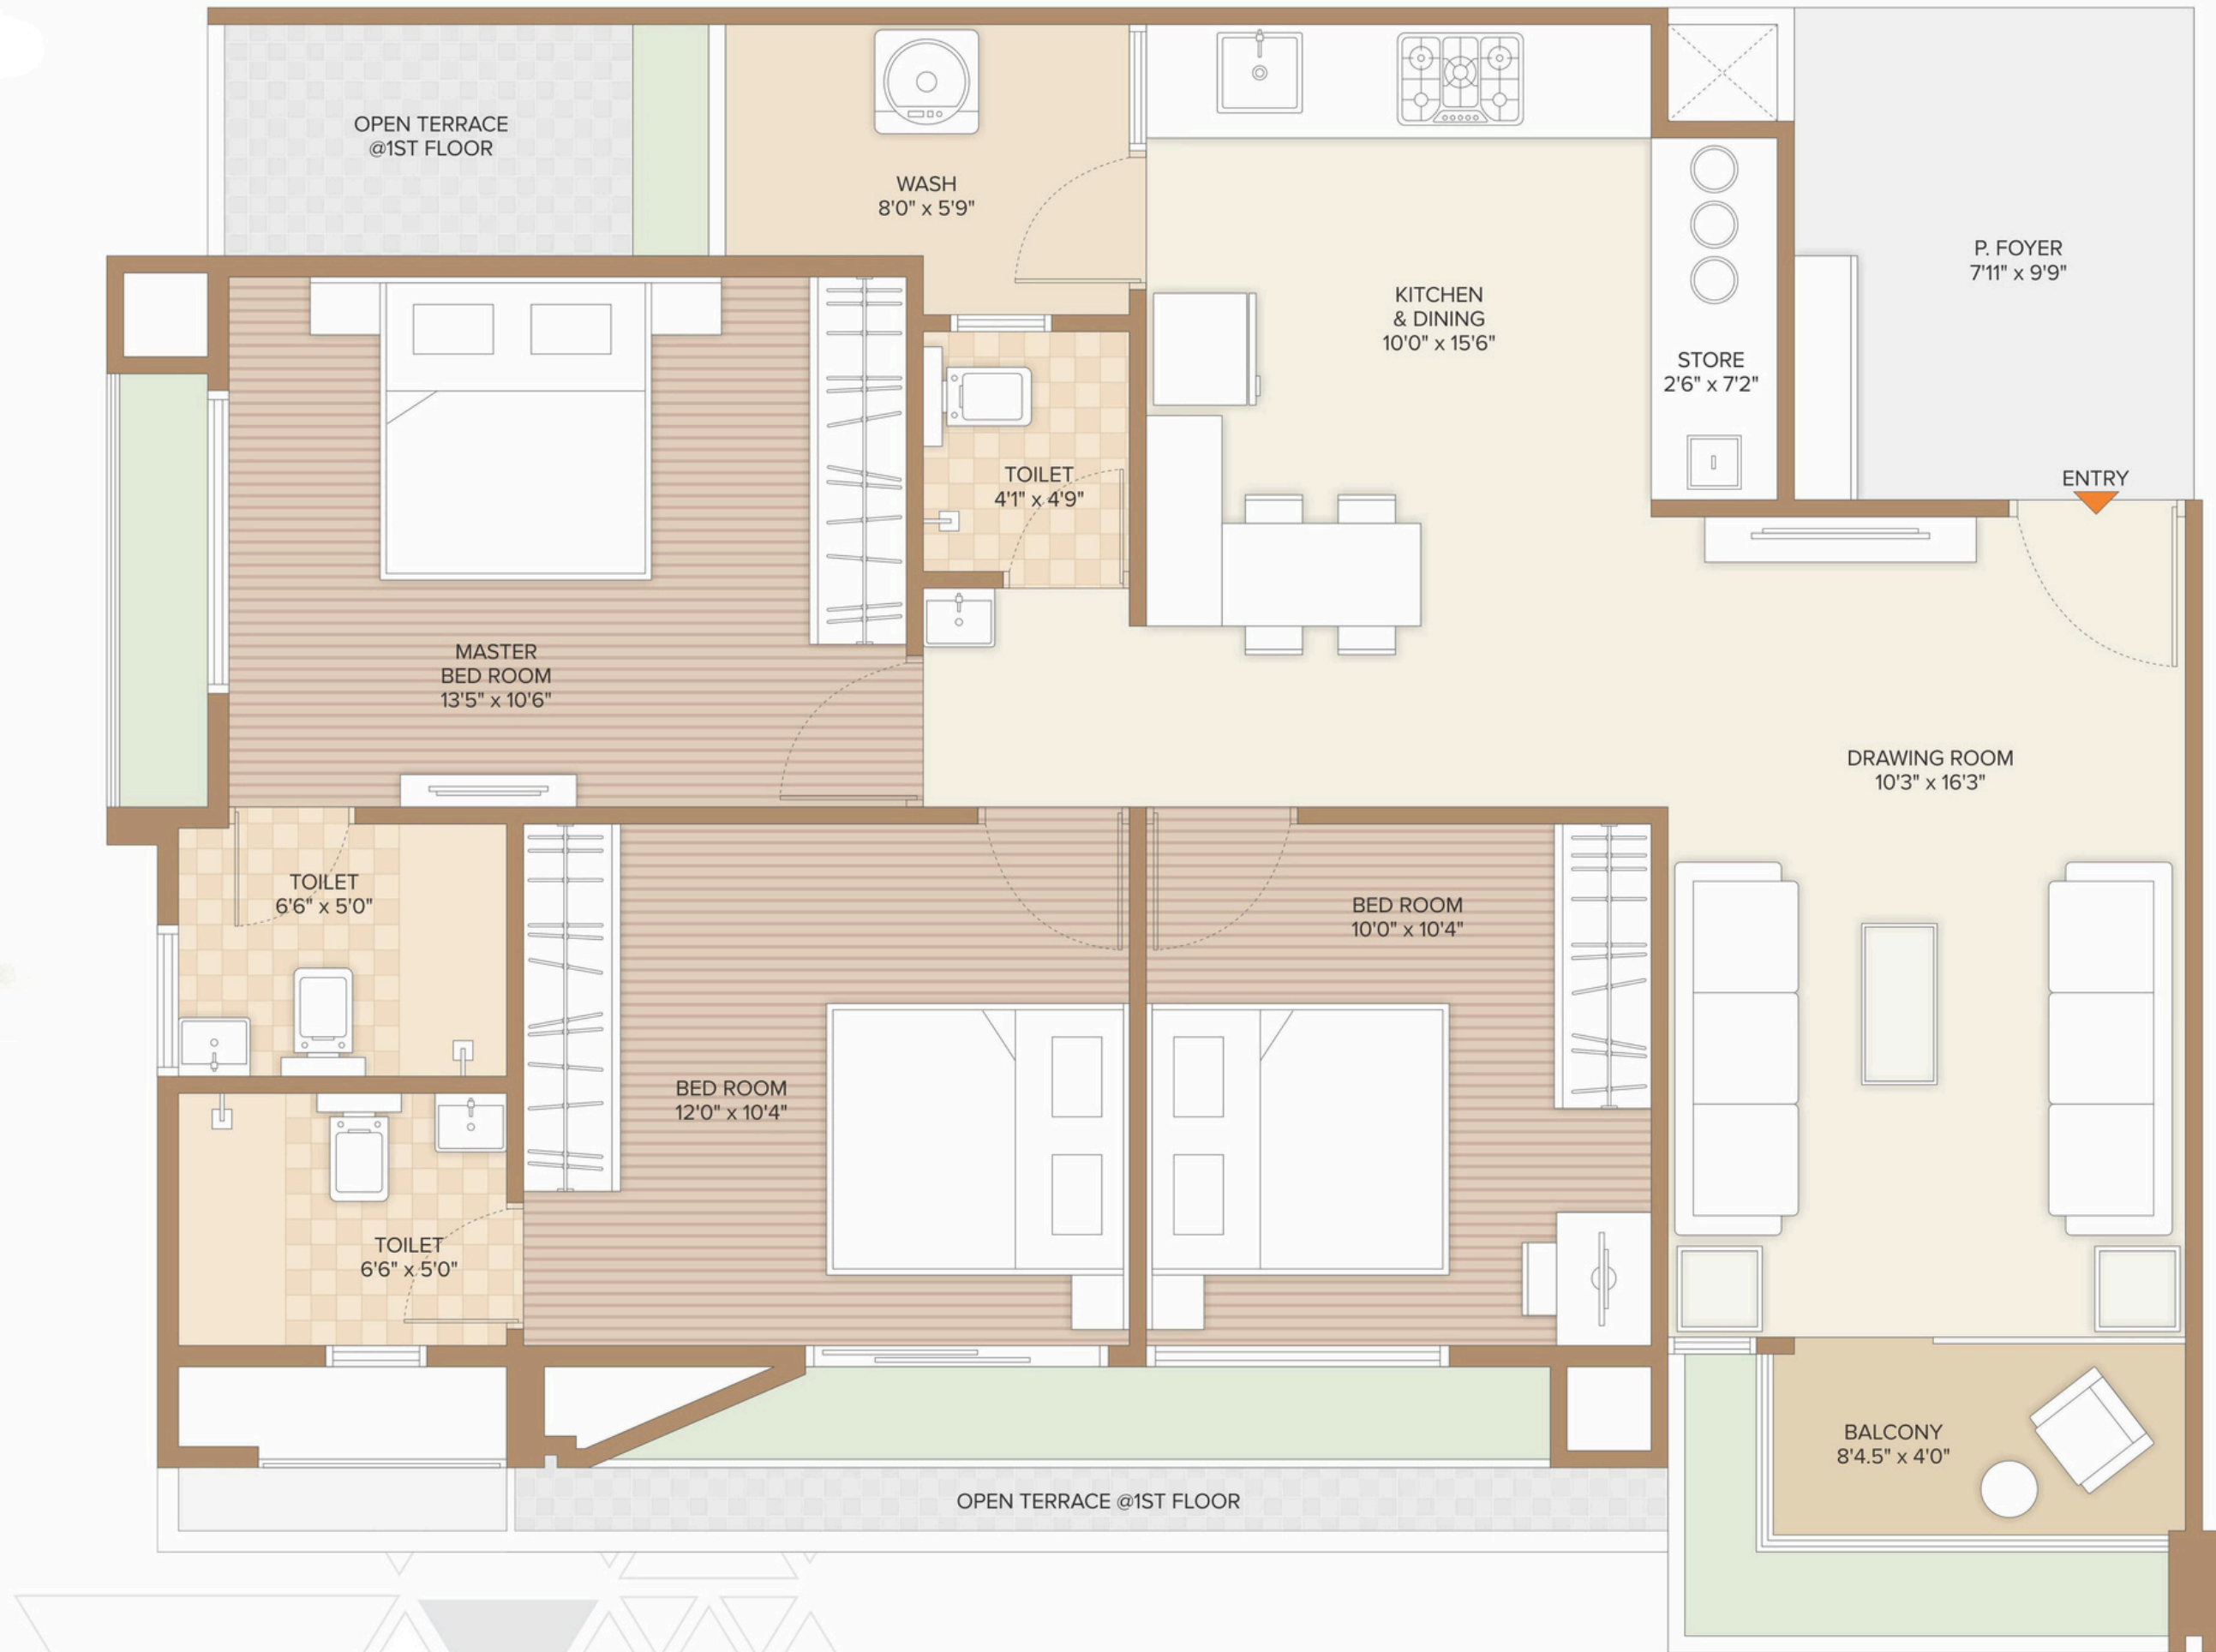 OPEN TERRACE
@1ST FLOOR
WASH
8'0" x 5'9"
P. FOYER
7'11" x 9'9"
KITCHEN
& DINING
10'0" x 15'6"
STORE
2'6" x 7'2"
TOILET
4'1" x 4'9"
ENTRY
MASTER
BED ROOM
13'5" x 10'6"
DRAWING ROOM
10'3" x 16'3"
TOILET
6'6" x 5'0"
BED ROOM
10'0" x 10'4"
BED ROOM
12'0" x 10'4"
TOILET
6'6" x 5'0"
BALCONY
8'4.5" x 4'0"
OPEN TERRACE @1ST FLOOR